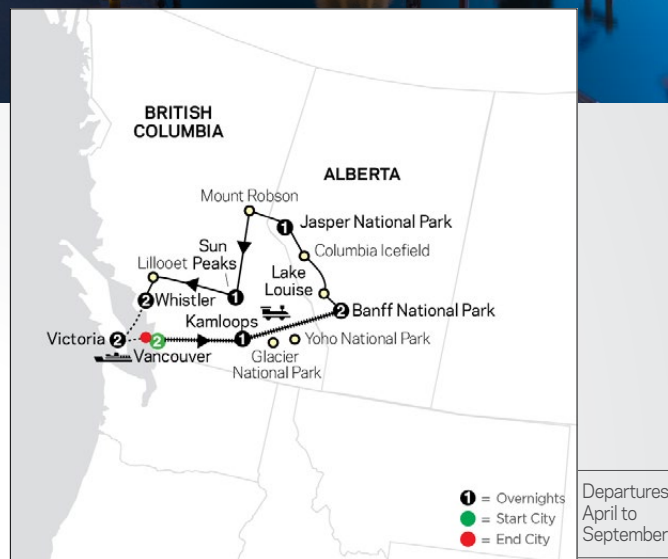 BRITISH
COLUMBIA
ALBERTA
Mount Robson
1 Jasper National Park
Columbia Icefield
Sun
Peaks
1
Lillooet
Lake
Louise
2 Whistler
2 Banff National Park
Kamloops
1
Yoho National Park
Glacier
National Park
Victoria 2
2
Vancouver
1 = Overnights
= Start City
= End City
Departures
April to
September